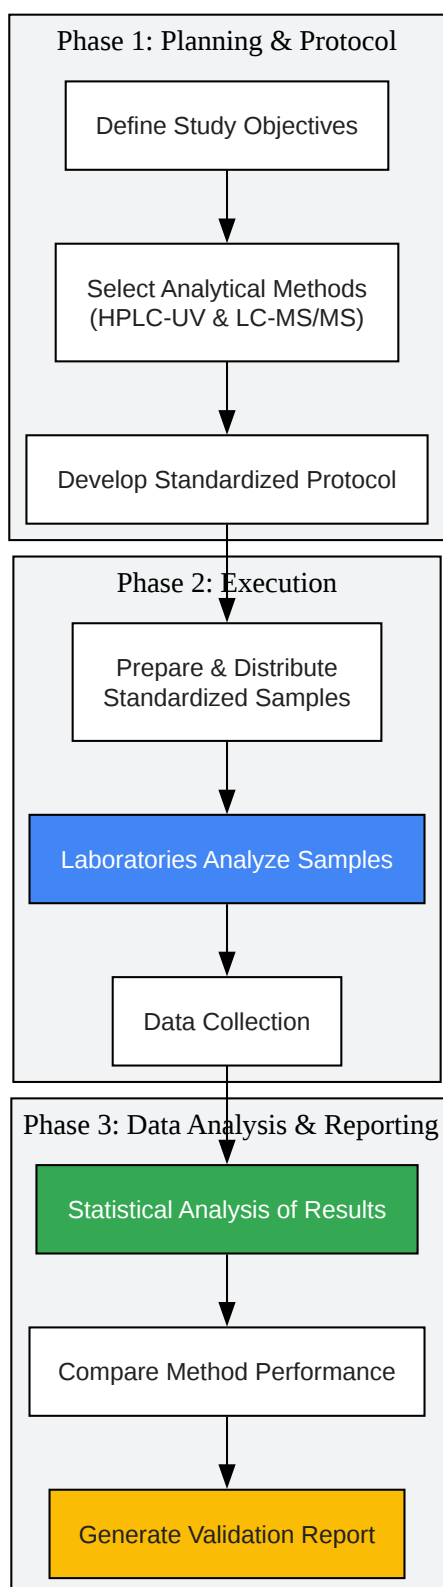 Phase 1: Planning & Protocol
Define Study Objectives
Select Analytical Methods
(HPLC-UV & LC-MS/MS)
Develop Standardized Protocol
Phase 2: Execution
Prepare & Distribute
Standardized Samples
Laboratories Analyze Samples
Data Collection
Phase 3: Data Analysis & Reporting
Statistical Analysis of Results
Compare Method Performance
Generate Validation Report